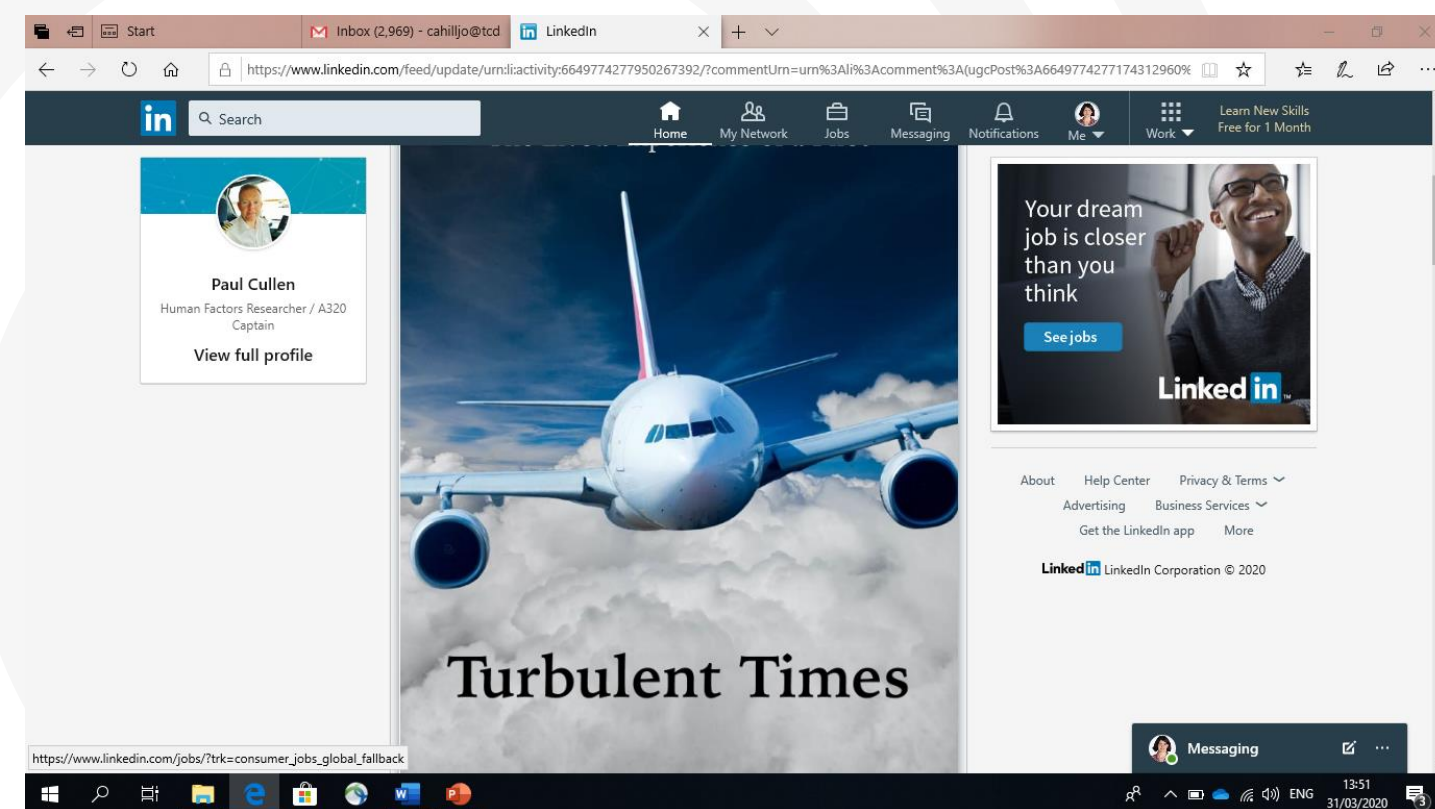 Start
Inbox (2,969) - cahilljo@tcd
LinkedIn
https://www.linkedin.com/feed/update/urn:li:activity:6649774277950267392/?commentUrn=urn%3Ali%3Acomment%3A(ugcPost%3A6649774277174312960%
in
Search
Home
My Network
Jobs
Messaging
Notifications
Me
Work
Learn New Skills
Free for 1 Month
Paul Cullen
Human Factors Researcher / A320
Captain
View full profile
Your dream
job is closer
than you
think
See jobs
Linked in
About Help Center Privacy & Terms
Advertising Business Services
Get the LinkedIn app More
Linked in LinkedIn Corporation © 2020
Turbulent Times
Messaging
https://www.linkedin.com/jobs/?trk=consumer_jobs_global_fallback
ENG
13:51
31/03/2020
3